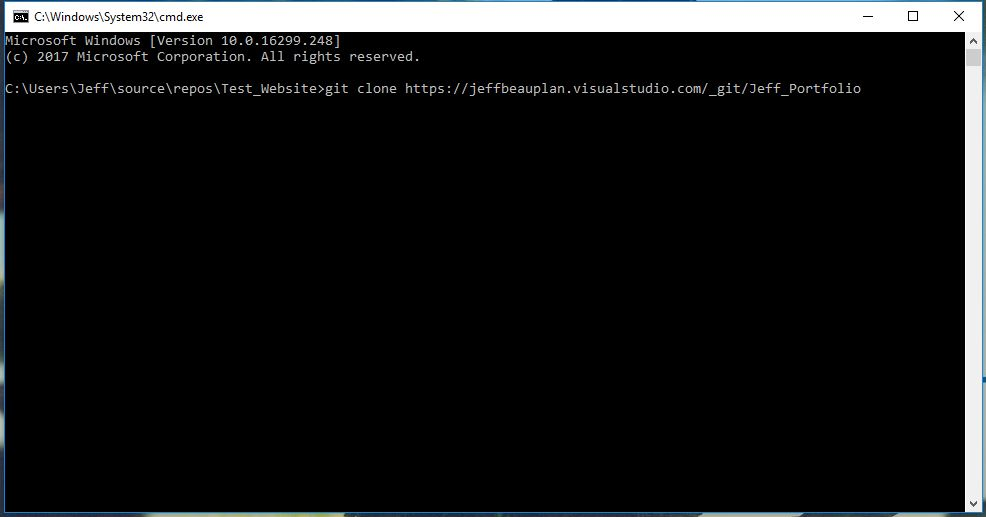 C:\Windows\System32\cmd.exe
Microsoft Windows [Version 10.0.16299.248]
(c) 2017 Microsoft Corporation. All rights reserved.
C:\Users\Jeff\source\repos\Test_Website>git clone https://jeffbeauplan.visualstudio.com/_git/Jeff_Portfolio